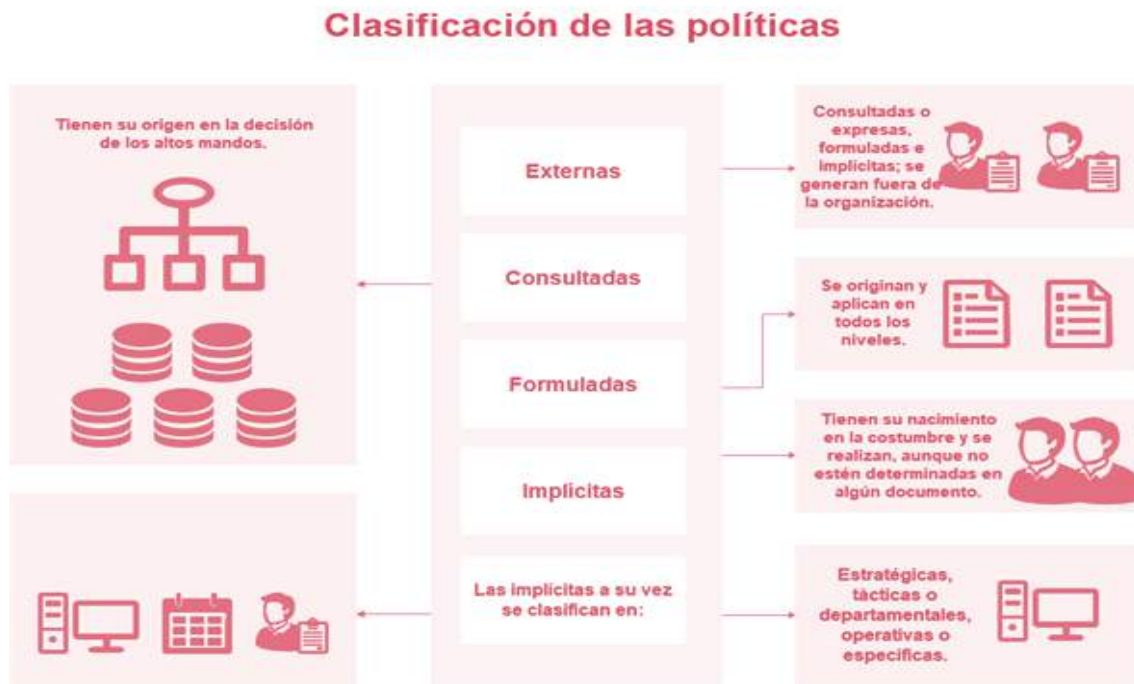 Clasificación de las políticas
Tienen su origen en la decisión
de los altos mandos.
Externas
Consultadas
Formuladas
Implícitas
Las implícitas a su vez
se clasifican en:
Consultadas o
expresas,
formuladas e
implícitas; se
generan fuera de
la organización.
Se originan y
aplican en
todos los
niveles.
Tienen su nacimiento
en la costumbre y se
realizan, aunque no
estén determinadas en
algún documento.
Estratégicas,
tácticas o
departamentales,
operativas o
específicas.